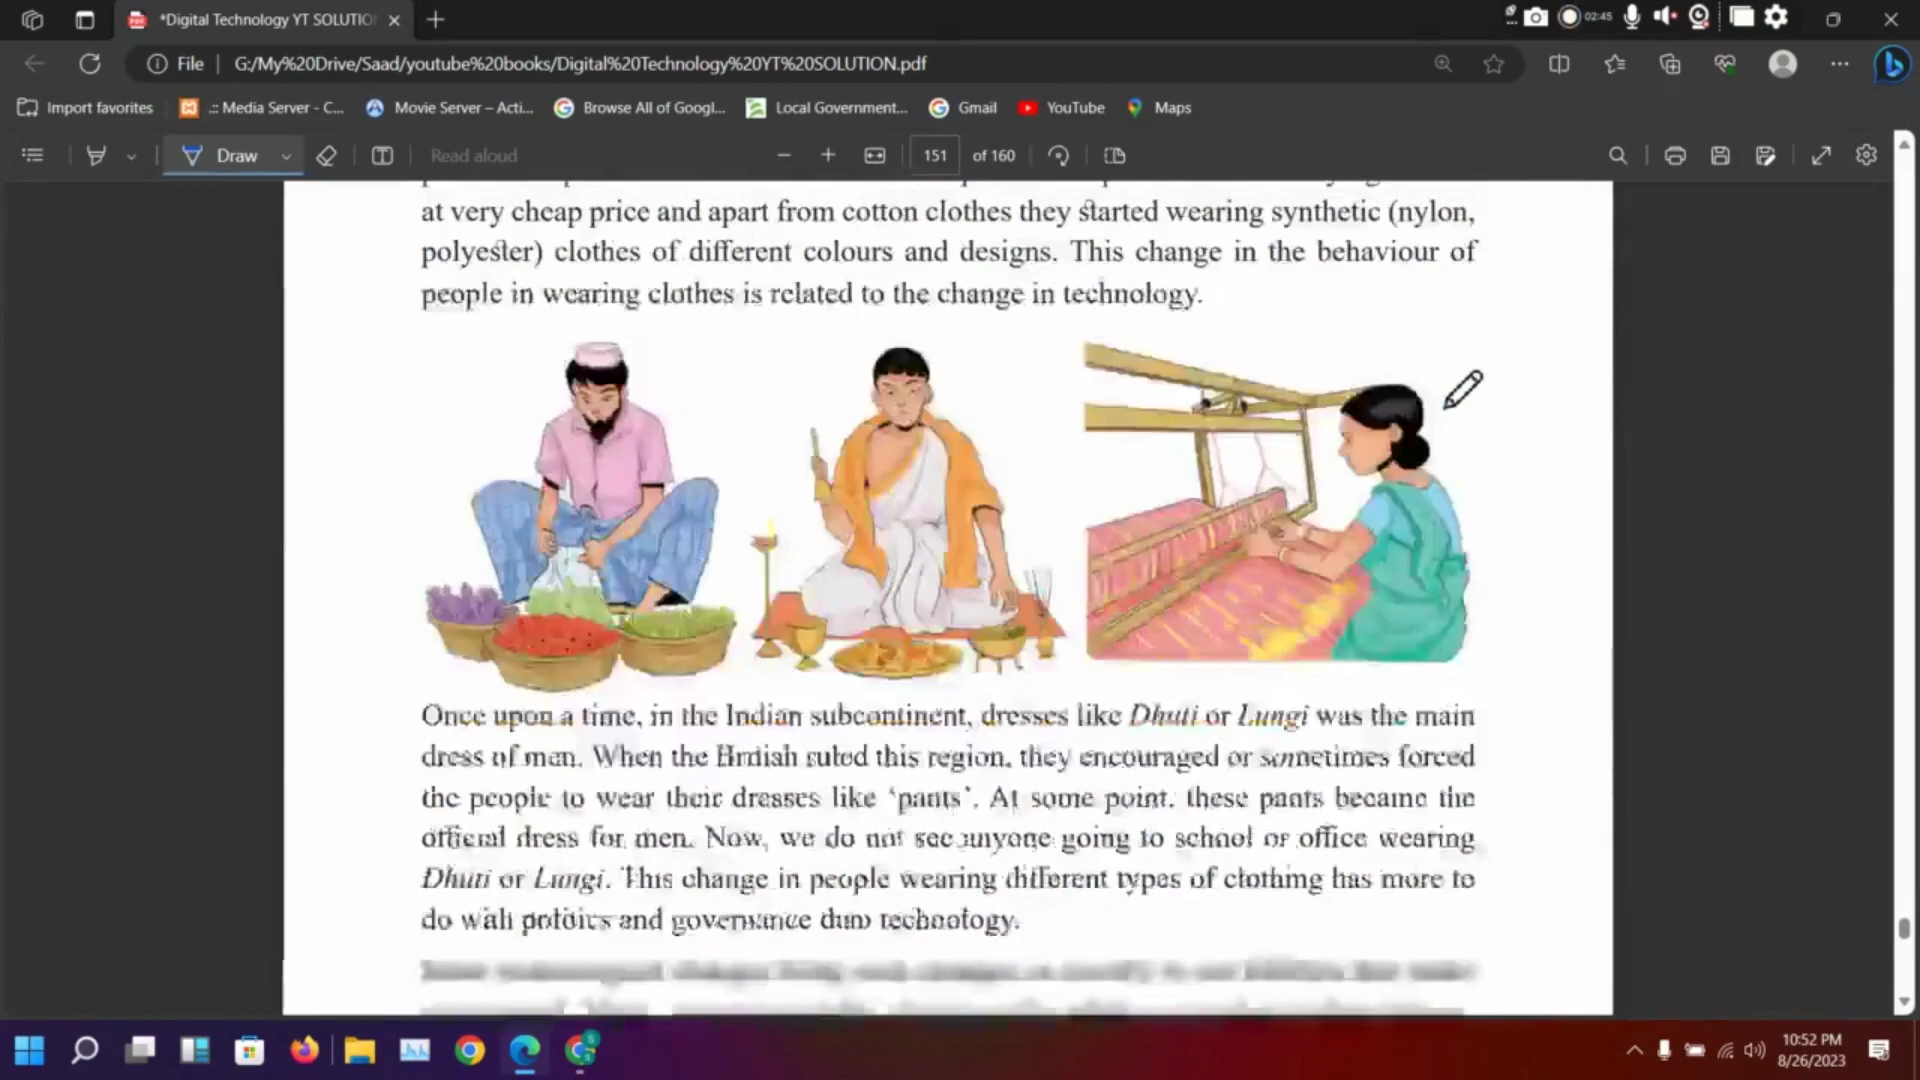 *Digital Technology YT SOLUTIO
02:45
File
G:/My%20Drive/Saad/youtube%20books/Digital%20Technology%20YT%20SOLUTION.pdf
Import favorites
.:: Media Server - C...
Movie Server – Acti...
Browse All of Googl...
Local Government...
Gmail
YouTube
Maps
Draw
Read aloud
151 of 160
at very cheap price and apart from cotton clothes they started wearing synthetic (nylon,
polyester) clothes of different colours and designs. This change in the behaviour of
people in wearing clothes is related to the change in technology.
Once upon a time, in the Indian subcontinent, dresses like Dhuti or Lungi was the main
dress of men. When the British ruled this region, they encouraged or sometimes forced
the people to wear their dresses like ‘pants’. At some point, these pants became the
official dress for men. Now, we do not see anyone going to school or office wearing
Dhuti or Lungi. This change in people wearing different types of clothing has more to
do with politics and governance than technology.
10:52 PM
8/26/2023